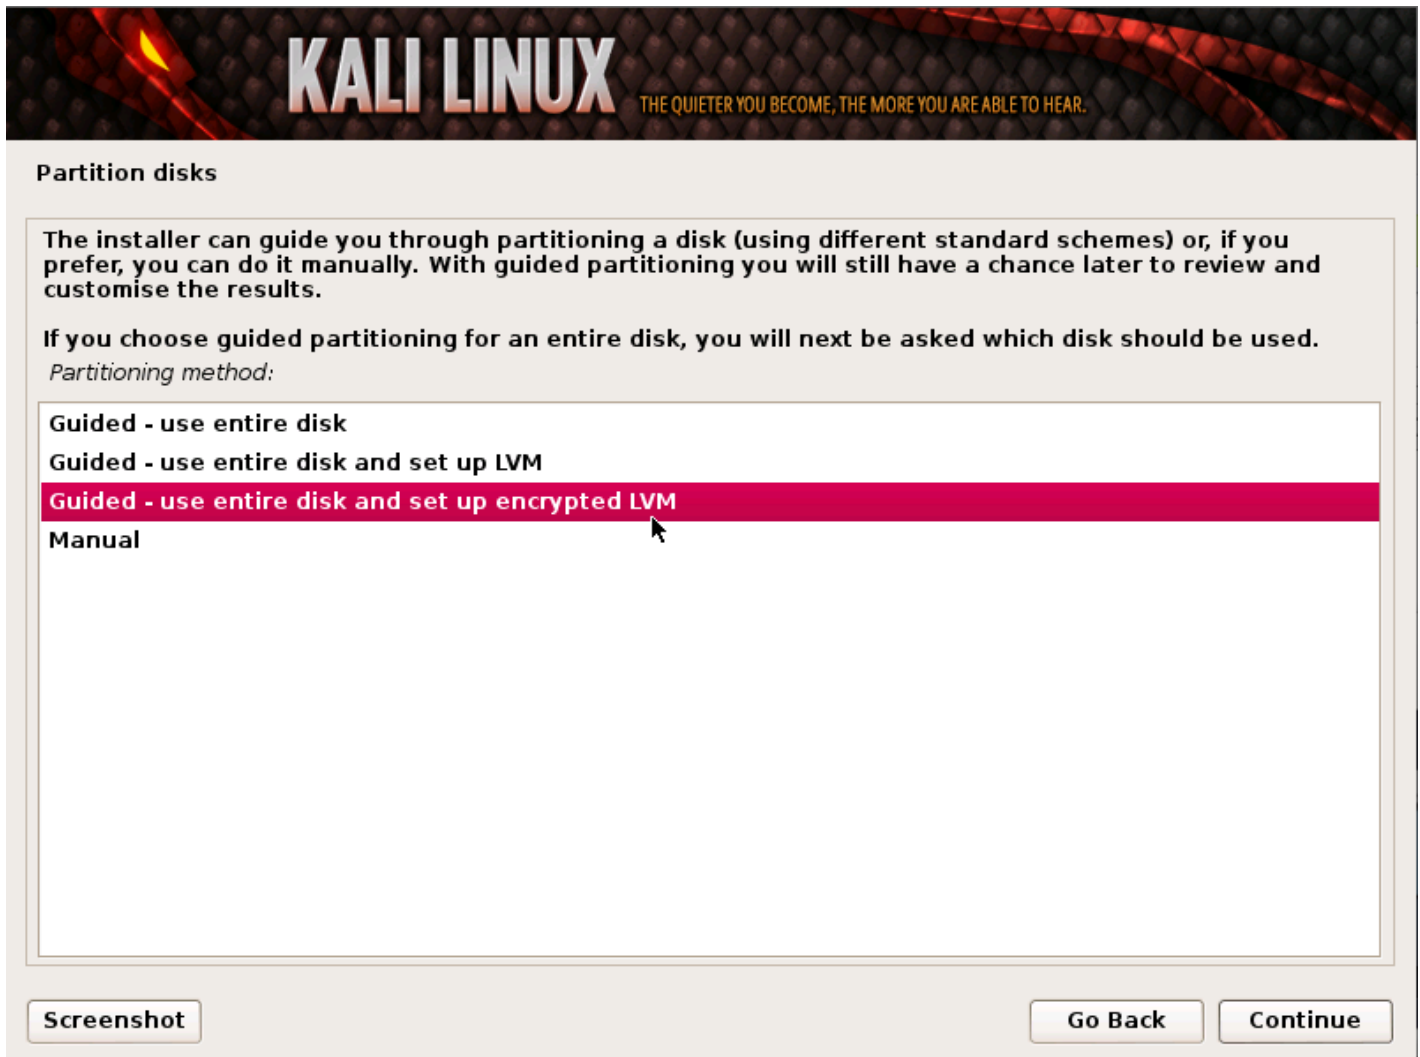 KALI LINUX THE QUIETER YOU BECOME, THE MORE YOU ARE ABLE TO HEAR.
Partition disks
The installer can guide you through partitioning a disk (using different standard schemes) or, if you
prefer, you can do it manually. With guided partitioning you will still have a chance later to review and
customise the results.
If you choose guided partitioning for an entire disk, you will next be asked which disk should be used.
Partitioning method:
Guided - use entire disk
Guided - use entire disk and set up LVM
Guided - use entire disk and set up encrypted LVM
Manual
Screenshot Go Back Continue